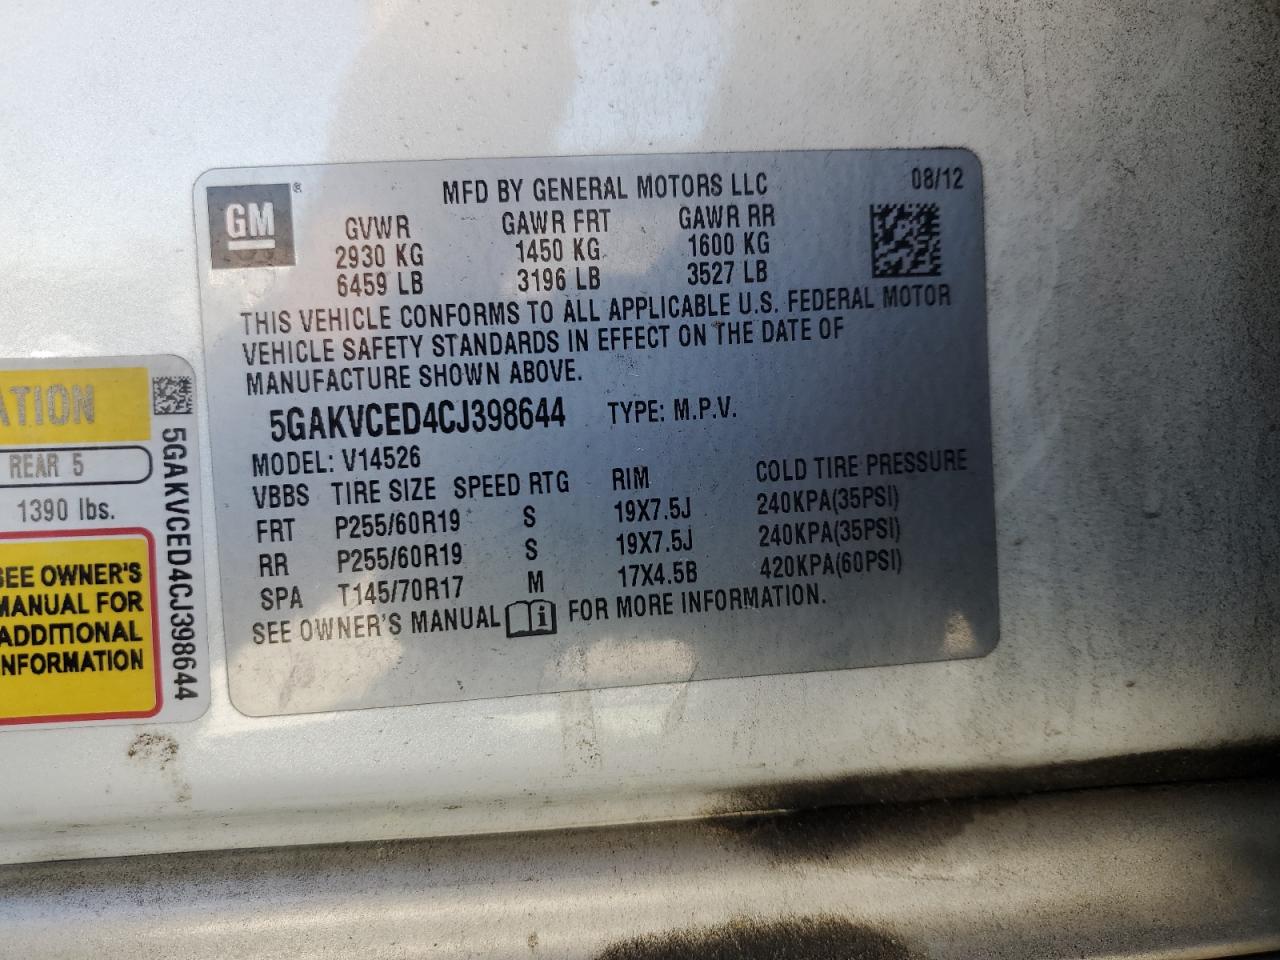 GM ®
MFD BY GENERAL MOTORS LLC 08/12
GVWR GAWR FRT GAWR RR
2930 KG 1450 KG 1600 KG
6459 LB 3196 LB 3527 LB
THIS VEHICLE CONFORMS TO ALL APPLICABLE U.S. FEDERAL MOTOR
VEHICLE SAFETY STANDARDS IN EFFECT ON THE DATE OF
MANUFACTURE SHOWN ABOVE.
5GAKVCED4CJ398644 TYPE: M.P.V.
MODEL: V14526
VBBS TIRE SIZE SPEED RTG RIM COLD TIRE PRESSURE
FRT P255/60R19 S 19X7.5J 240KPA(35PSI)
RR P255/60R19 S 19X7.5J 240KPA(35PSI)
SPA T145/70R17 M 17X4.5B 420KPA(60PSI)
SEE OWNER'S MANUAL i FOR MORE INFORMATION.
ATION
REAR 5
1390 lbs.
SEE OWNER'S
MANUAL FOR
ADDITIONAL
NFORMATION
5GAKVCED4CJ398644